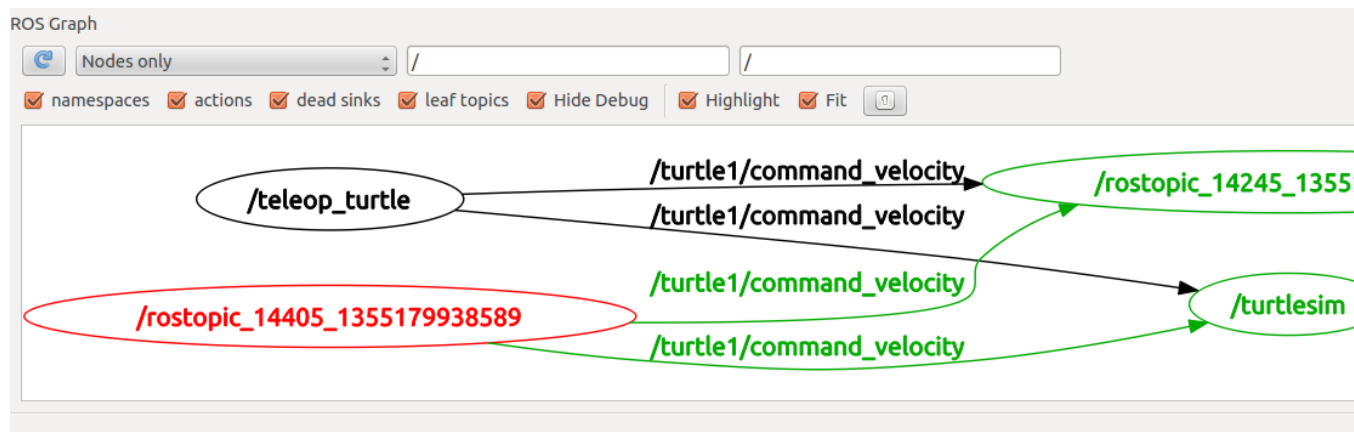 ROS Graph
Nodes only / /
namespaces actions dead sinks leaf topics Hide Debug Highlight Fit
/turtle1/command_velocity
/teleop_turtle /rostopic_14245_1355
/turtle1/command_velocity
/turtle1/command_velocity
/rostopic_14405_1355179938589 /turtlesim
/turtle1/command_velocity